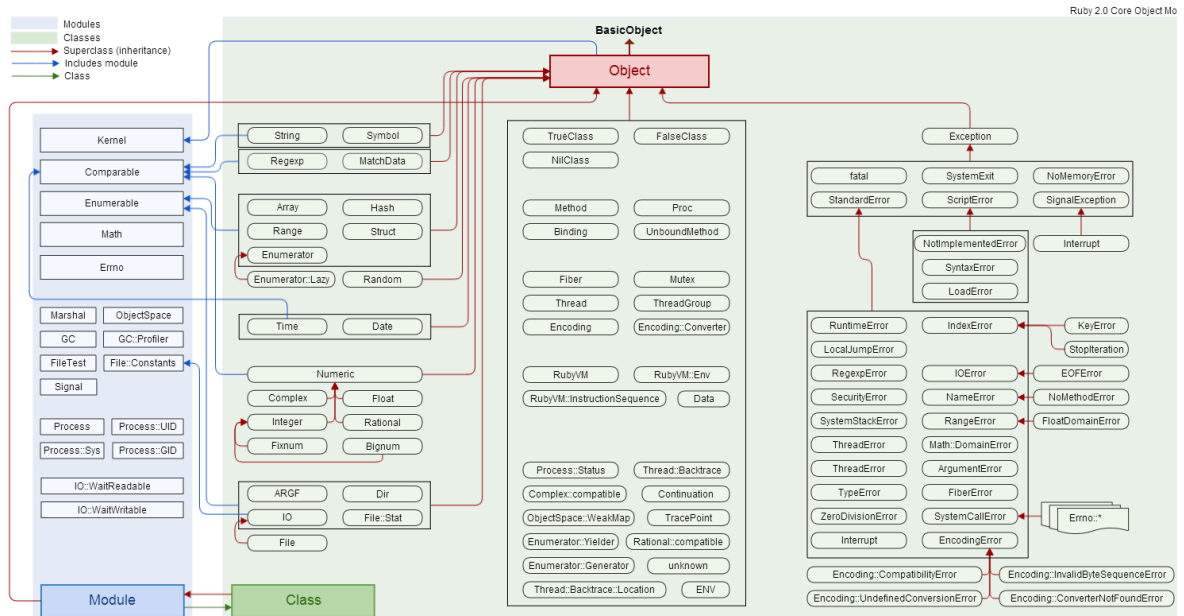 Ruby 2.0 Core Object Mo
Modules
Classes
Superclass (inheritance)
Includes module
Class
BasicObject
Object
Kernel
Comparable
Enumerable
Math
Errno
Marshal ObjectSpace
GC GC::Profiler
FileTest File::Constants
Signal
Process Process::UID
Process::Sys Process::GID
IO::WaitReadable
IO::WaitWritable
Module
String Symbol
Regexp MatchData
Array Hash
Range Struct
Enumerator
Enumerator::Lazy Random
Time Date
Numeric
Complex Float
Integer Rational
Fixnum Bignum
ARGF Dir
IO File::Stat
File
Class
TrueClass FalseClass
NilClass
Method Proc
Binding UnboundMethod
Fiber Mutex
Thread ThreadGroup
Encoding Encoding::Converter
RubyVM RubyVM::Env
RubyVM::InstructionSequence Data
Process::Status Thread::Backtrace
Complex::compatible Continuation
ObjectSpace::WeakMap TracePoint
Enumerator::Yielder Rational::compatible
Enumerator::Generator unknown
Thread::Backtrace::Location ENV
Exception
fatal SystemExit NoMemoryError
StandardError ScriptError SignalException
NotImplementedError Interrupt
SyntaxError
LoadError
RuntimeError IndexError KeyError
LocalJumpError StopIteration
RegexpError IOError EOFError
SecurityError NameError NoMethodError
SystemStackError RangeError FloatDomainError
ThreadError Math::DomainError
ThreadError ArgumentError
TypeError FiberError
ZeroDivisionError SystemCallError Errno::*
Interrupt EncodingError
Encoding::CompatibilityError Encoding::InvalidByteSequenceError
Encoding::UndefinedConversionError Encoding::ConverterNotFoundError